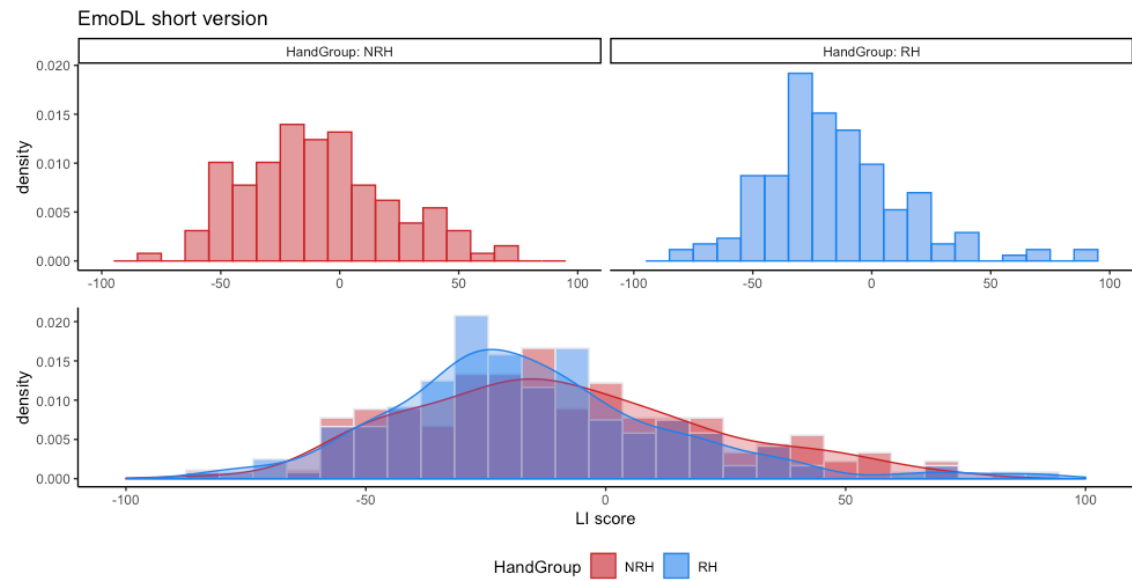 EmoDL short version
HandGroup: NRH
HandGroup: RH
0.020
0.015
0.010
0.005
0.000
density
-100 -50 0 50 100
-100 -50 0 50 100
0.020
0.015
0.010
0.005
0.000
density
-100 -50 0 50 100
LI score
HandGroup NRH RH